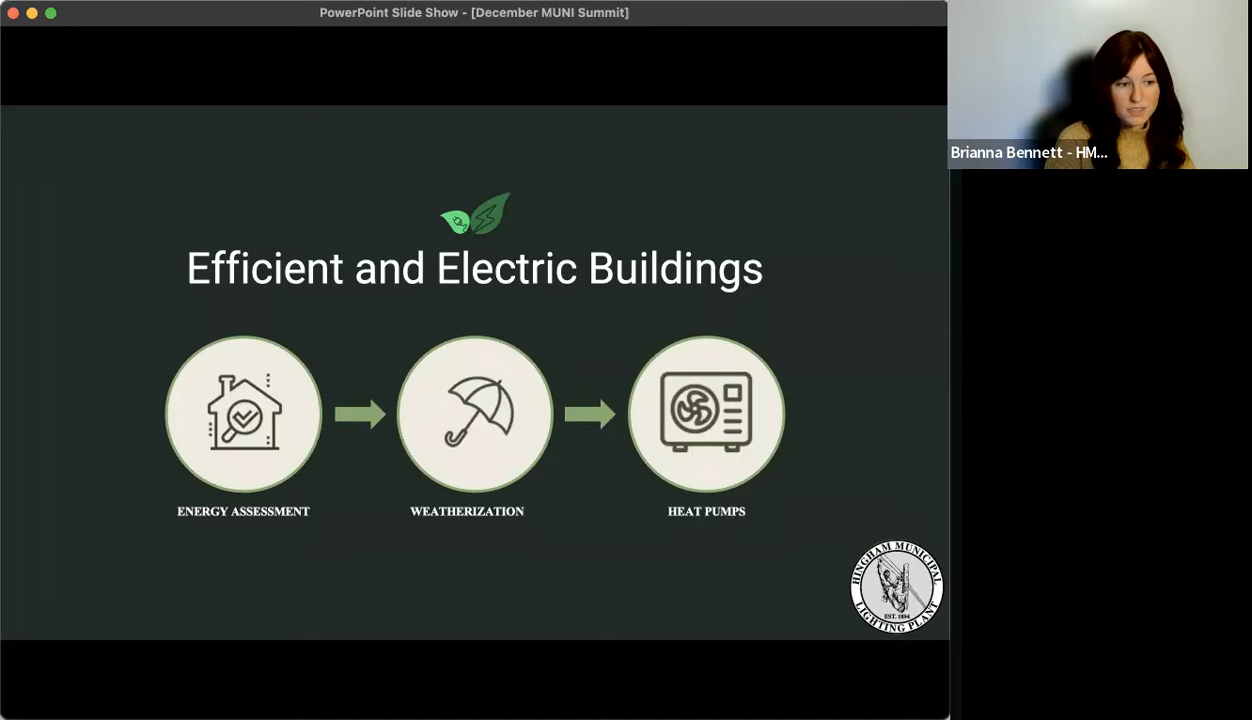 PowerPoint Slide Show - [December MUNI Summit]
Brianna Bennett - HM...
Efficient and Electric Buildings
ENERGY ASSESSMENT
WEATHERIZATION
HEAT PUMPS
HINGHAM MUNICIPAL
LIGHTING PLANT
EST. 1894